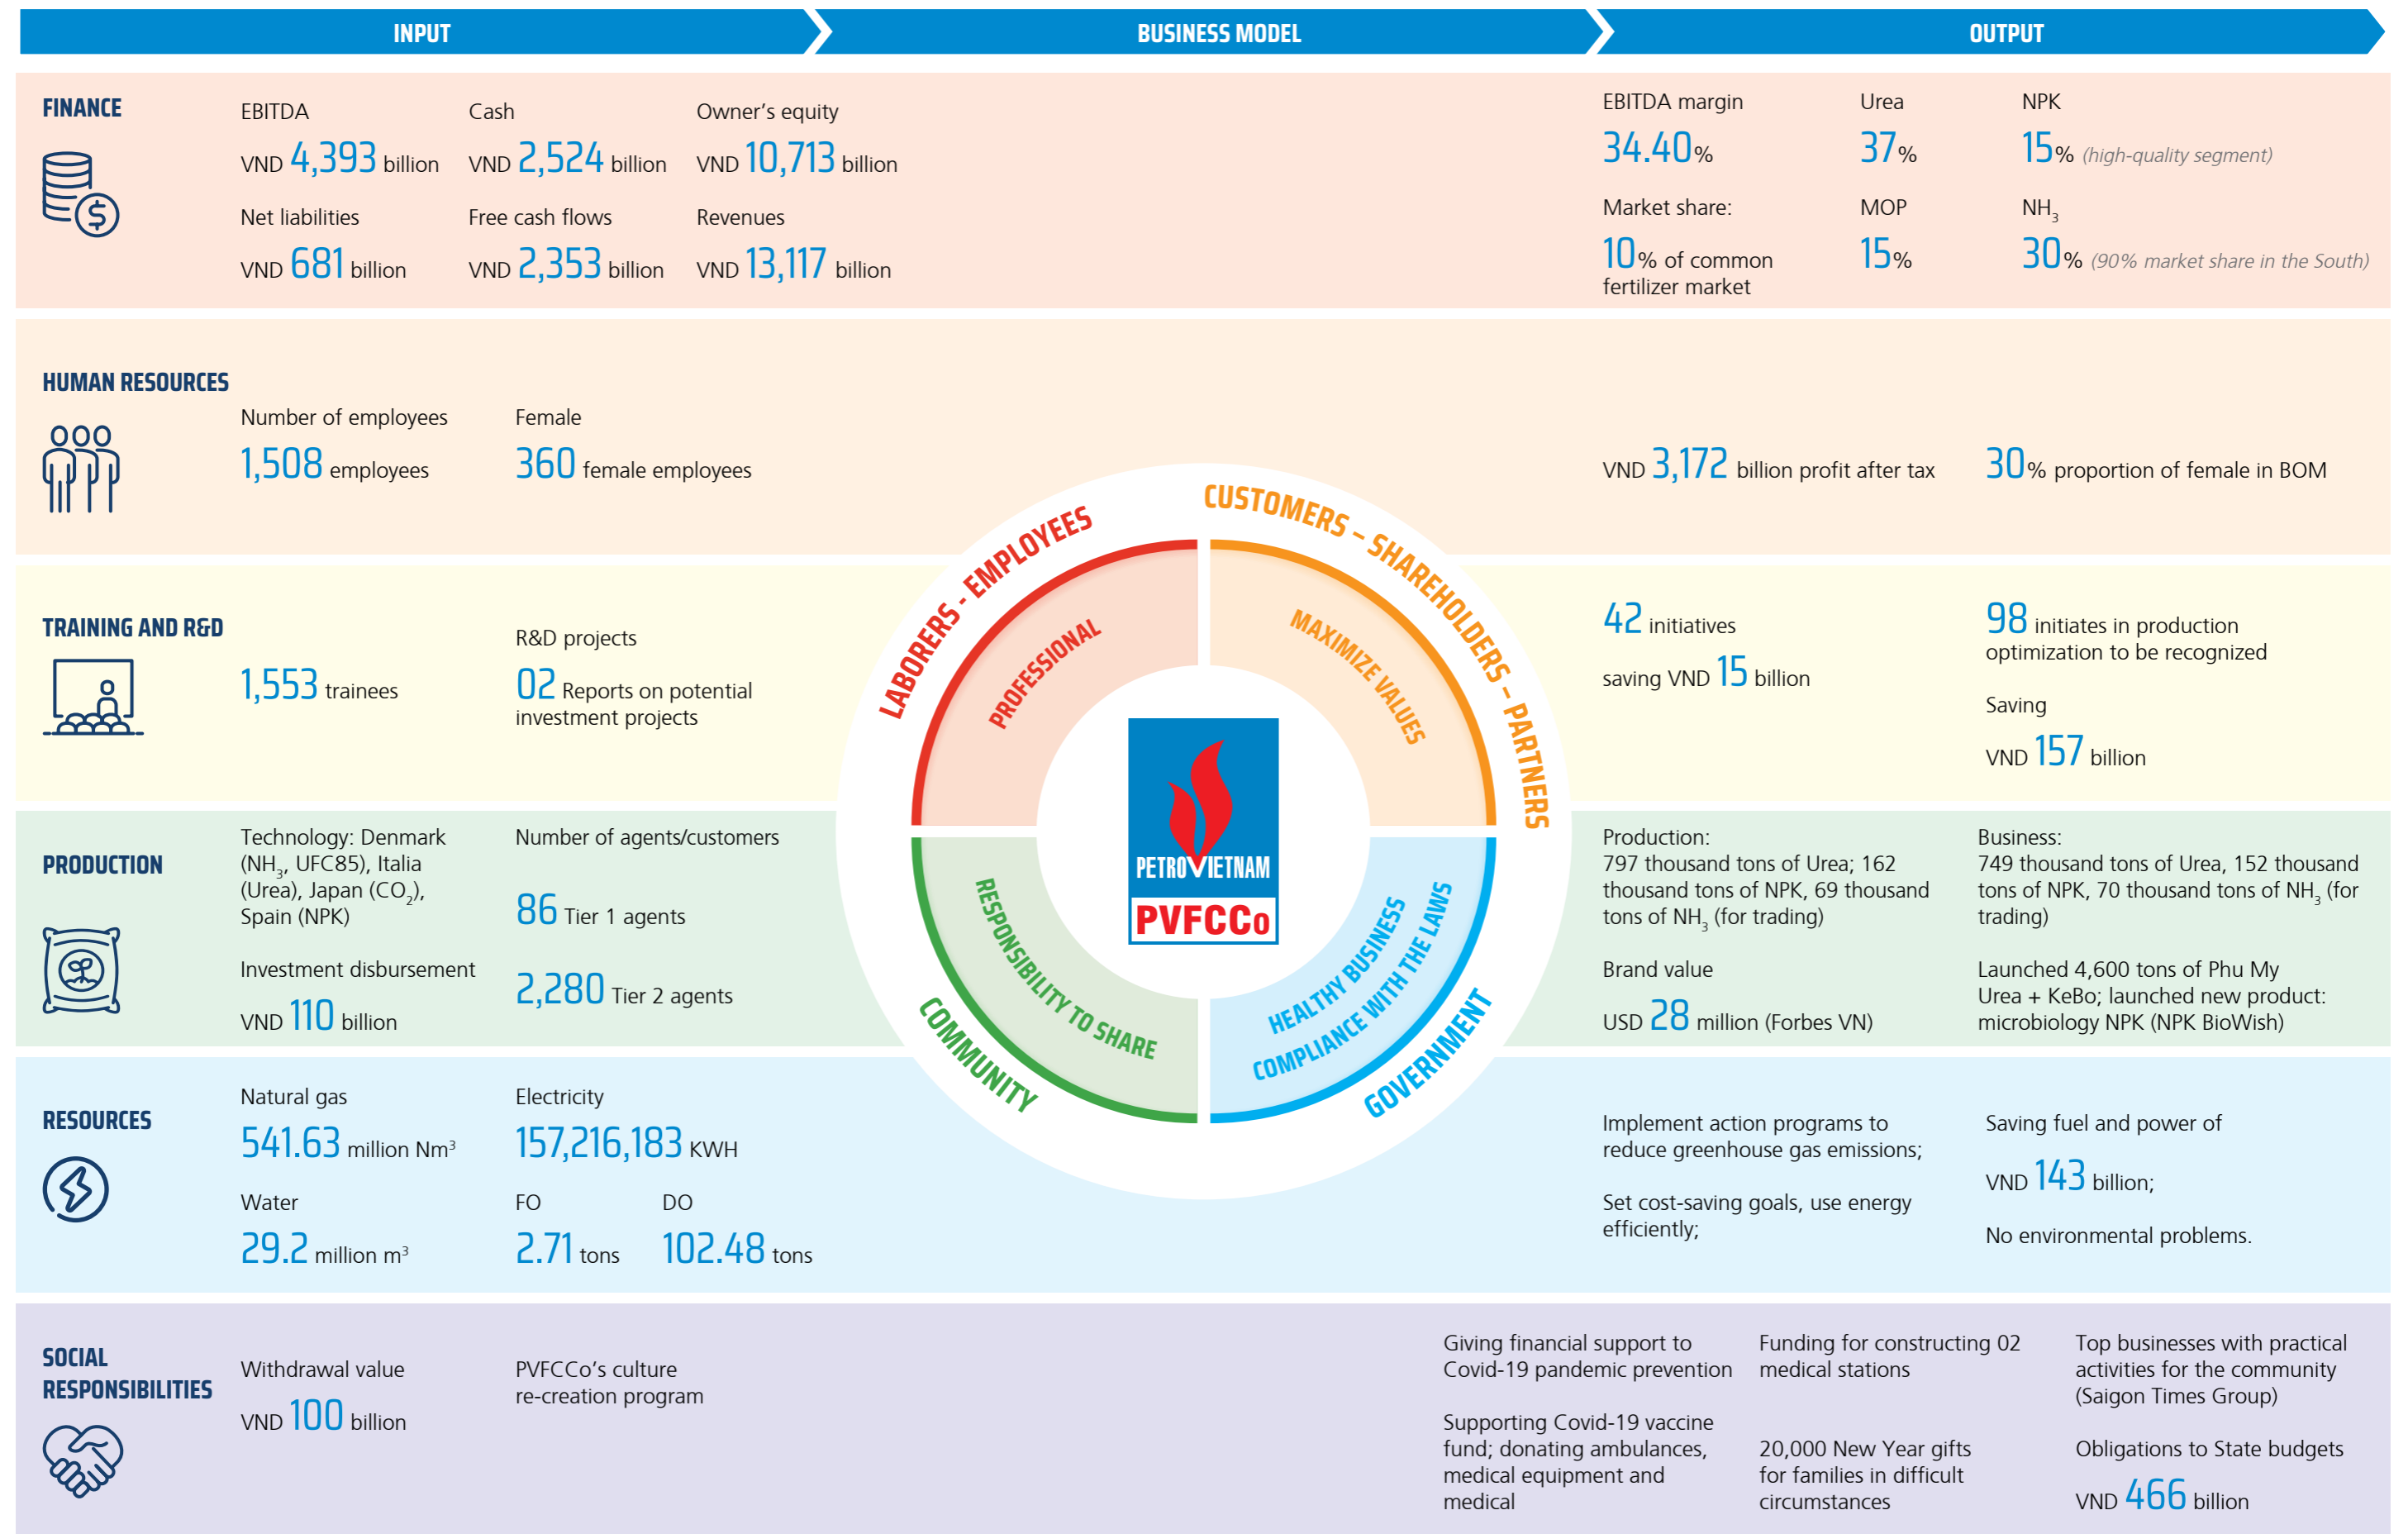 INPUT
BUSINESS MODEL
OUTPUT
FINANCE
EBITDA
VND 4,393 billion
Cash
VND 2,524 billion
Owner's equity
VND 10,713 billion
Net liabilities
VND 681 billion
Free cash flows
VND 2,353 billion
Revenues
VND 13,117 billion
EBITDA margin
34.40%
Urea
37%
NPK
15% (high-quality segment)
Market share:
10% of common
fertilizer market
MOP
15%
NH₃
30% (90% market share in the South)
HUMAN RESOURCES
Number of employees
1,508 employees
Female
360 female employees
VND 3,172 billion profit after tax
30% proportion of female in BOM
TRAINING AND R&D
1,553 trainees
R&D projects
02 Reports on potential
investment projects
42 initiatives
saving VND 15 billion
98 initiates in production
optimization to be recognized
Saving
VND 157 billion
LABORERS - EMPLOYEES
PROFESSIONAL
CUSTOMERS – SHAREHOLDERS – PARTNERS
MAXIMIZE VALUES
PETROVIETNAM
PVFCCo
COMMUNITY
RESPONSIBILITY TO SHARE
GOVERNMENT
HEALTHY BUSINESS
COMPLIANCE WITH THE LAWS
PRODUCTION
Technology: Denmark
(NH₃, UFC85), Italia
(Urea), Japan (CO₂),
Spain (NPK)
Investment disbursement
VND 110 billion
Number of agents/customers
86 Tier 1 agents
2,280 Tier 2 agents
Production:
797 thousand tons of Urea; 162
thousand tons of NPK, 69 thousand
tons of NH₃ (for trading)
Brand value
USD 28 million (Forbes VN)
Business:
749 thousand tons of Urea, 152 thousand
tons of NPK, 70 thousand tons of NH₃ (for
trading)
Launched 4,600 tons of Phu My
Urea + KeBo; launched new product:
microbiology NPK (NPK BioWish)
RESOURCES
Natural gas
541.63 million Nm³
Electricity
157,216,183 KWH
Water
29.2 million m³
FO
2.71 tons
DO
102.48 tons
Implement action programs to
reduce greenhouse gas emissions;
Set cost-saving goals, use energy
efficiently;
Saving fuel and power of
VND 143 billion;
No environmental problems.
SOCIAL
RESPONSIBILITIES
Withdrawal value
VND 100 billion
PVFCCo's culture
re-creation program
Giving financial support to
Covid-19 pandemic prevention
Supporting Covid-19 vaccine
fund; donating ambulances,
medical equipment and
medical
Funding for constructing 02
medical stations
20,000 New Year gifts
for families in difficult
circumstances
Top businesses with practical
activities for the community
(Saigon Times Group)
Obligations to State budgets
VND 466 billion